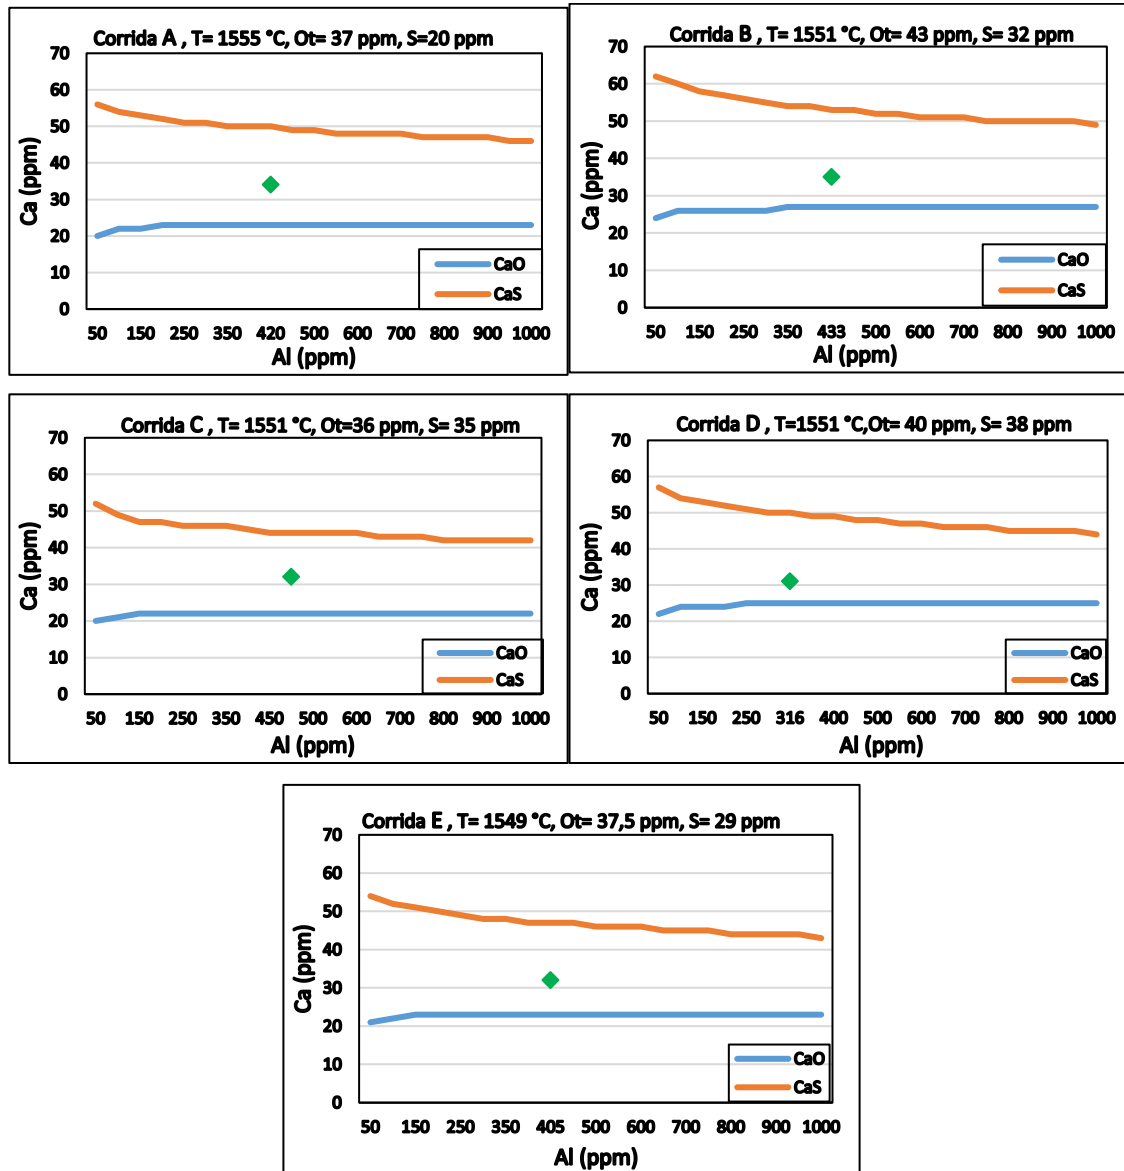 Corrida A , T= 1555 °C, Ot= 37 ppm, S=20 ppm
70
60
50
40
30
20
10
0
Ca (ppm)
CaO
CaS
50 150 250 350 420 500 600 700 800 900 1000
Al (ppm)
Corrida B , T= 1551 °C, Ot= 43 ppm, S= 32 ppm
70
60
50
40
30
20
10
0
Ca (ppm)
CaO
CaS
50 150 250 350 433 500 600 700 800 900 1000
Al (ppm)
Corrida C , T= 1551 °C, Ot=36 ppm, S= 35 ppm
70
60
50
40
30
20
10
0
Ca (ppm)
CaO
CaS
50 150 250 350 450 500 600 700 800 900 1000
Al (ppm)
Corrida D , T=1551 °C,Ot= 40 ppm, S= 38 ppm
70
60
50
40
30
20
10
0
Ca (ppm)
CaO
CaS
50 150 250 316 400 500 600 700 800 900 1000
Al (ppm)
Corrida E , T= 1549 °C, Ot= 37,5 ppm, S= 29 ppm
70
60
50
40
30
20
10
0
Ca (ppm)
CaO
CaS
50 150 250 350 405 500 600 700 800 900 1000
Al (ppm)